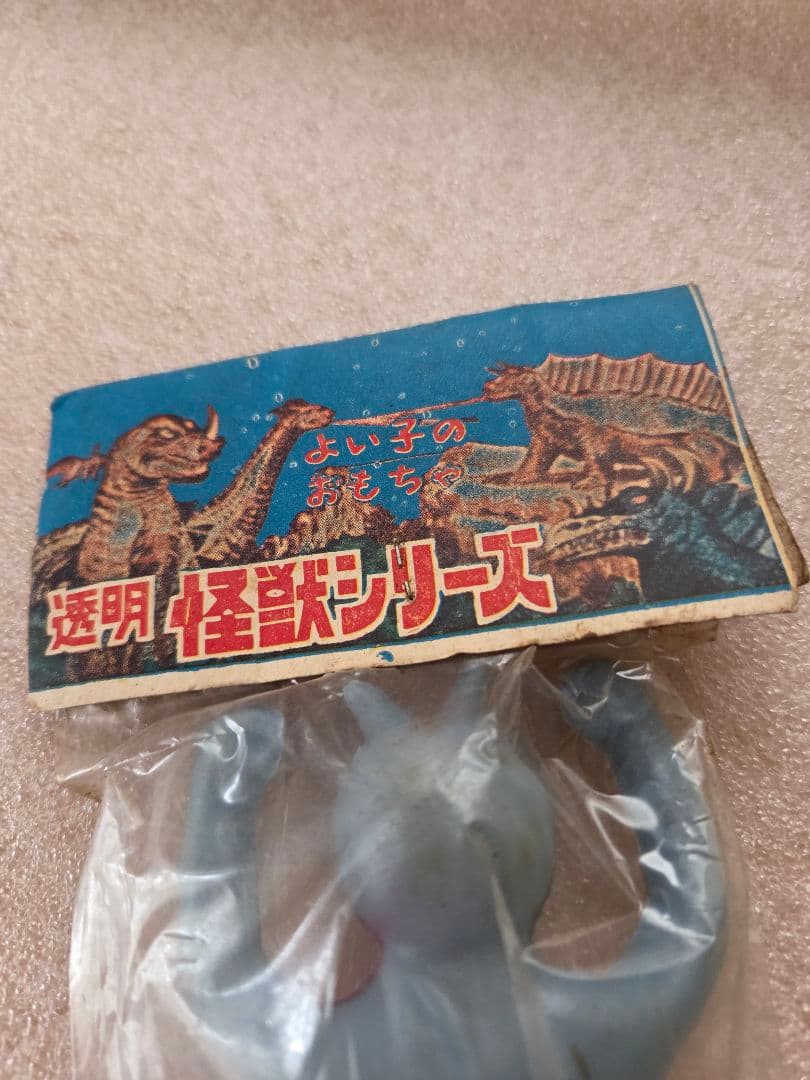 よい子の
おもちゃ
透明 怪獣シリーズ